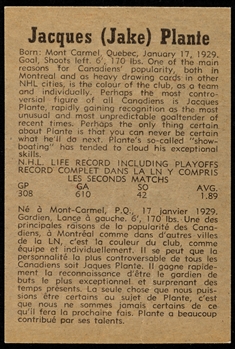 Jacques (Jake) Plante
Born: Mont Carmel, Quebec, January 17, 1929.
Goal, Shoots left. 6', 170 lbs. One of the main
reasons for Canadiens' popularity, both in
Montreal and as heavy drawing cards in other
NHL cities, is the colour of the club, as a team
and individually. Perhaps the most contro-
versial figure of all Canadiens is Jacques
Plante, rapidly gaining recognition as the most
unusual and most unpredictable goaltender of
recent times. Perhaps the only thing certain
about Plante is that you can never be certain
what he'll do next. Plante's so-called "show-
boating" has tended to cloud his exceptional
skills.
N.H.L. LIFE RECORD INCLUDING PLAYOFFS
RECORD COMPLET DANS LA LN Y COMPRIS
LES SECONDS MATCHS
GP GA SO AVG.
308 610 42 1.89
Né à Mont-Carmel, P.Q., 17 janvier 1929.
Gardien, Lance à gauche. 6', 170 lbs. Une des
principales raisons de la popularité des Cana-
diens, à Montréal comme dans d'autres villes
de la LN, c'est la couleur du club, comme
équipe et individuellement. Il se peut que la
personnalité la plus controversable de tous les
Canadiens soit Jaques Plante. Il gagne rapide-
ment la reconnaissance d'être le gardien de
buts le plus exceptionnel, et surprenant des
temps présents. La seule chose que nous puis-
sions être certains au sujet de Plante, c'est
que nous ne sommes jamais certains de ce
qu'il fera la prochaine fois. Plante a beaucoup
contribué par ses talents.